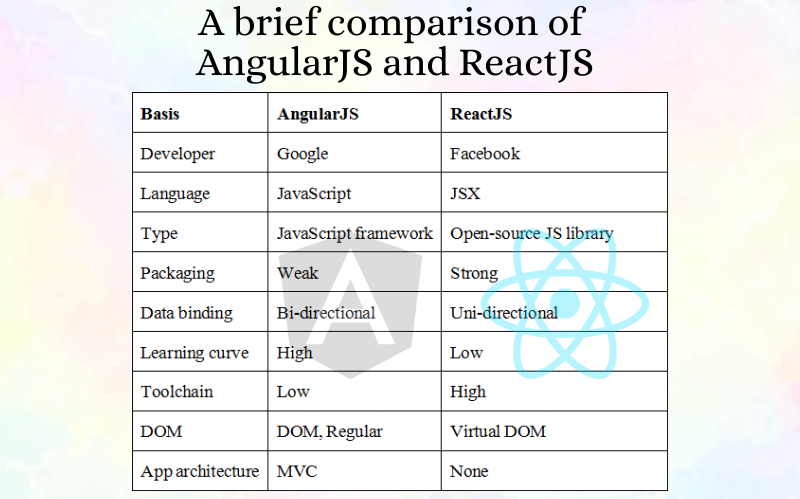 A brief comparison of
AngularJS and ReactJS
Basis AngularJS ReactJS
Developer Google Facebook
Language JavaScript JSX
Type JavaScript framework Open-source JS library
Packaging Weak Strong
Data binding Bi-directional Uni-directional
Learning curve High Low
Toolchain Low High
DOM DOM, Regular Virtual DOM
App architecture MVC None